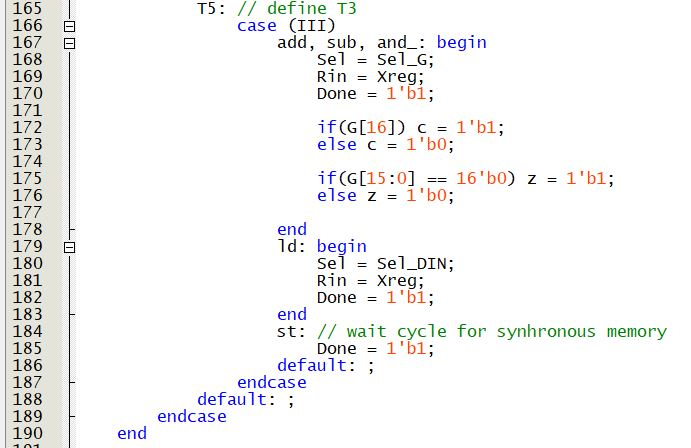 165 T5: // define T3
166 case (III)
167 add, sub, and_: begin
168 Sel = Sel_G;
169 Rin = Xreg;
170 Done = 1'b1;
171
172 if(G[16]) c = 1'b1;
173 else c = 1'b0;
174
175 if(G[15:0] == 16'b0) z = 1'b1;
176 else z = 1'b0;
177
178 end
179 ld: begin
180 Sel = Sel_DIN;
181 Rin = Xreg;
182 Done = 1'b1;
183 end
184 st: // wait cycle for synhronous memory
185 Done = 1'b1;
186 default: ;
187 endcase
188 default: ;
189 endcase
190 end